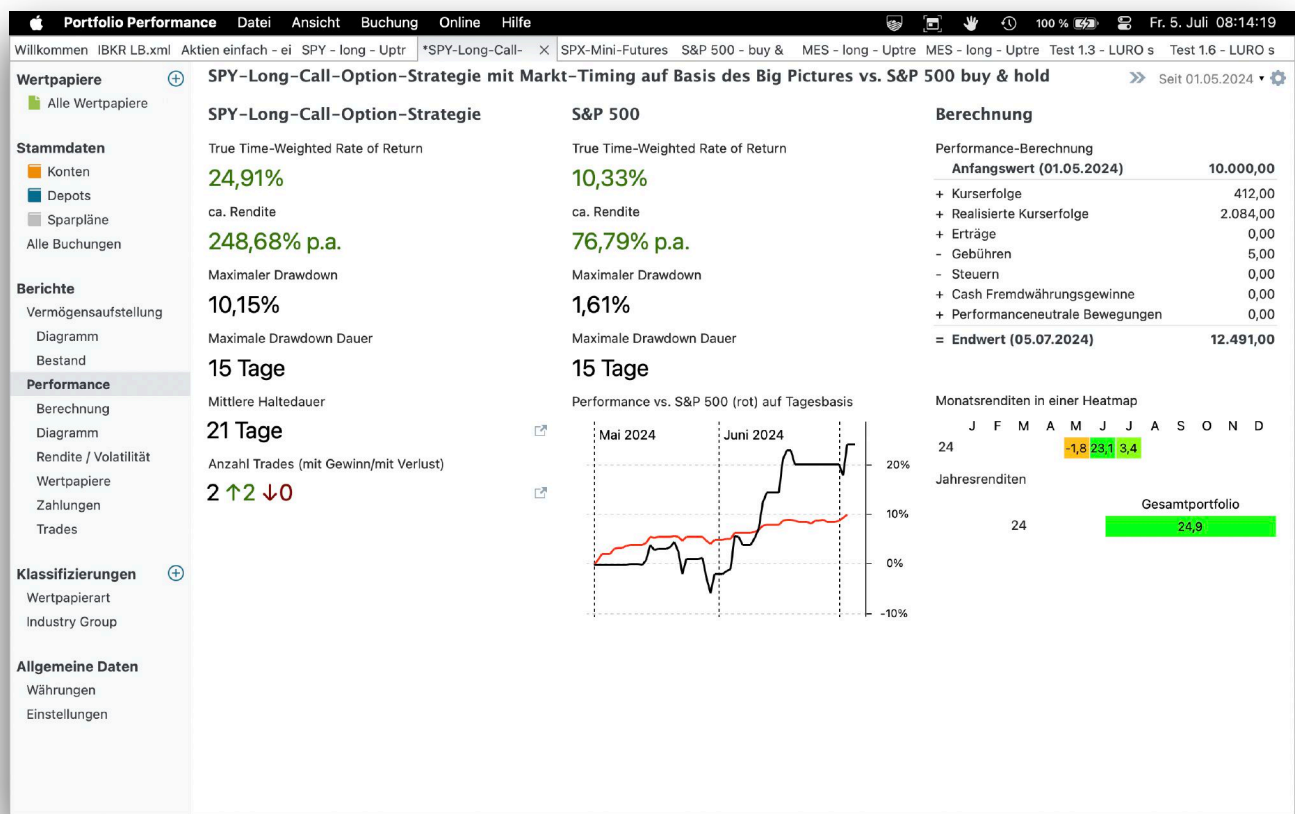 Portfolio Performance Datei Ansicht Buchung Online Hilfe 100 % Fr. 5. Juli 08:14:19
Willkommen IBKR LB.xml Aktien einfach - ei SPY - long - Uptr *SPY-Long-Call- SPX-Mini-Futures S&P 500 - buy & MES - long - Uptre MES - long - Uptre Test 1.3 - LURO s Test 1.6 - LURO s
Wertpapiere
Alle Wertpapiere
Stammdaten
Konten
Depots
Sparpläne
Alle Buchungen
Berichte
Vermögensaufstellung
Diagramm
Bestand
Performance
Berechnung
Diagramm
Rendite / Volatilität
Wertpapiere
Zahlungen
Trades
Klassifizierungen
Wertpapierart
Industry Group
Allgemeine Daten
Währungen
Einstellungen
SPY-Long-Call-Option-Strategie mit Markt-Timing auf Basis des Big Pictures vs. S&P 500 buy & hold
Seit 01.05.2024
SPY-Long-Call-Option-Strategie
True Time-Weighted Rate of Return
24,91%
ca. Rendite
248,68% p.a.
Maximaler Drawdown
10,15%
Maximale Drawdown Dauer
15 Tage
Mittlere Haltedauer
21 Tage
Anzahl Trades (mit Gewinn/mit Verlust)
2 ↑2 ↓0
S&P 500
True Time-Weighted Rate of Return
10,33%
ca. Rendite
76,79% p.a.
Maximaler Drawdown
1,61%
Maximale Drawdown Dauer
15 Tage
Performance vs. S&P 500 (rot) auf Tagesbasis
Mai 2024 Juni 2024
20%
10%
0%
-10%
Berechnung
Performance-Berechnung
Anfangswert (01.05.2024) 10.000,00
+ Kurserfolge 412,00
+ Realisierte Kurserfolge 2.084,00
+ Erträge 0,00
- Gebühren 5,00
- Steuern 0,00
+ Cash Fremdwährungsgewinne 0,00
+ Performanceneutrale Bewegungen 0,00
= Endwert (05.07.2024) 12.491,00
Monatsrenditen in einer Heatmap
J F M A M J J A S O N D
24 -1,8 23,1 3,4
Jahresrenditen
Gesamtportfolio
24 24,9